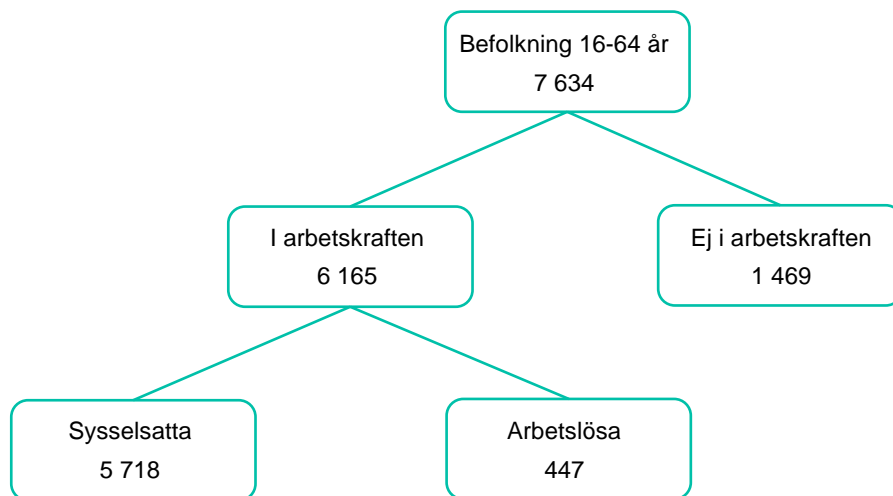 Befolkning 16-64 år
7 634
I arbetskraften
6 165
Ej i arbetskraften
1 469
Sysselsatta
5 718
Arbetslösa
447